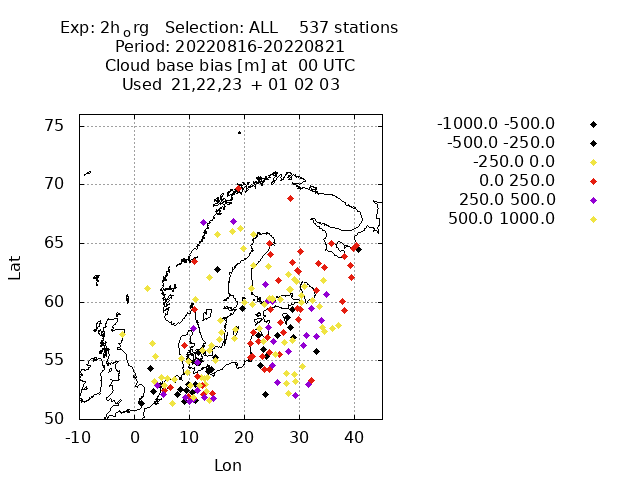 Exp: 2h_o rg   Selection: ALL    537 stations
Period: 20220816-20220821
Cloud base bias [m] at  00 UTC
Used  21,22,23  + 01 02 03
-1000.0 -500.0
-500.0 -250.0
-250.0 0.0
0.0 250.0
250.0 500.0
500.0 1000.0
75
70
65
60
55
50
Lat
-10 0 10 20 30 40
Lon